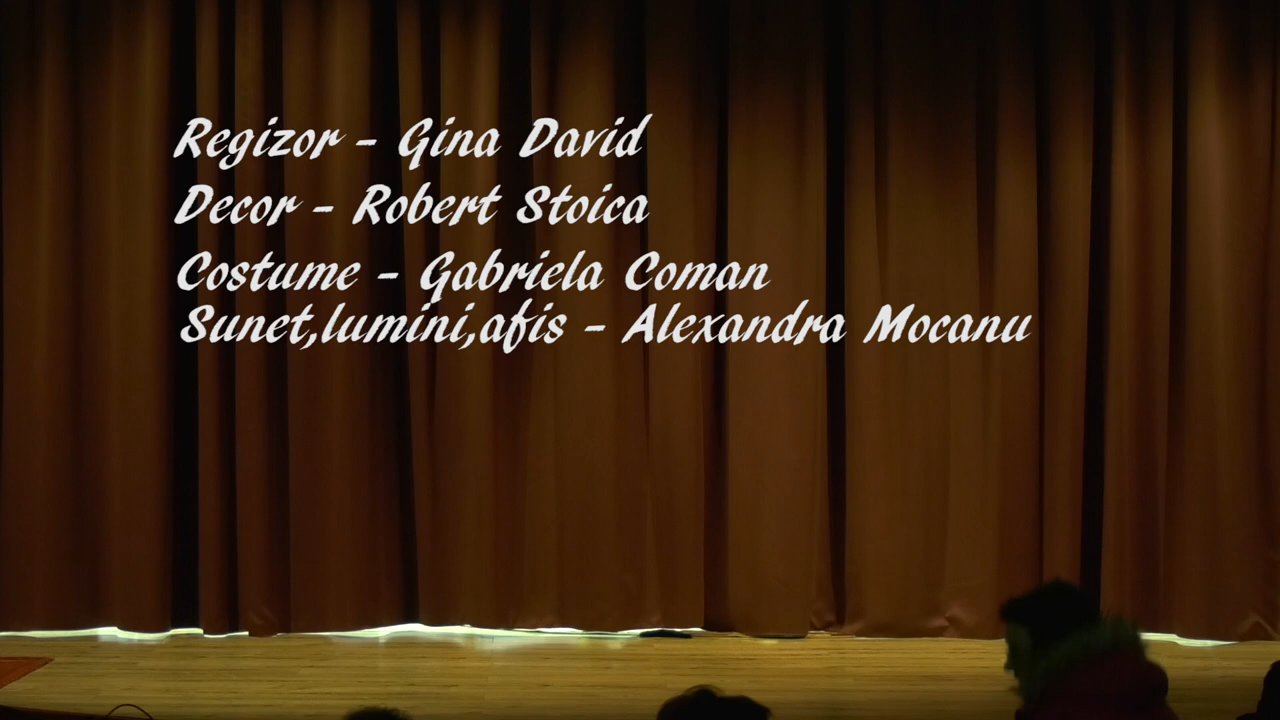 Regizor - Gina David
Decor - Robert Stoica
Costume - Gabriela Coman
Sunet,lumini,afis - Alexandra Mocanu